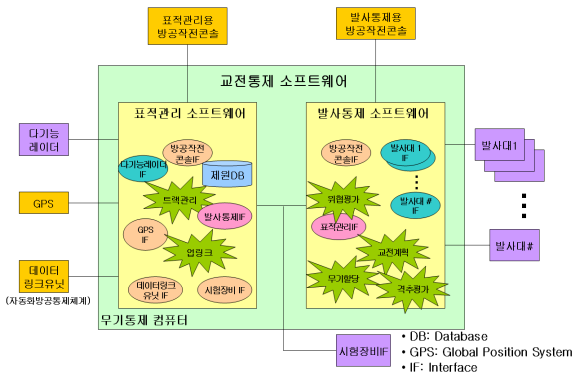 표적관리용
방공작전콘솔
발사통제용
방공작전콘솔
교전통제 소프트웨어
표적관리 소프트웨어
발사통제 소프트웨어
다기능
레이더
방공작전
콘솔IF
다기능레이더
IF
제원DB
트랙관리
발사통제IF
GPS
IF
업링크
데이터링크
유닛 IF
시험장비 IF
방공작전
콘솔IF
발사대 1
IF
위협평가
발사대 #
IF
표적관리IF
교전계획
무기할당
격추평가
발사대1
발사대#
GPS
데이터
링크유닛
(자동화방공통제체계)
무기통제 컴퓨터
시험장비IF
• DB: Database
• GPS: Global Position System
• IF: Interface